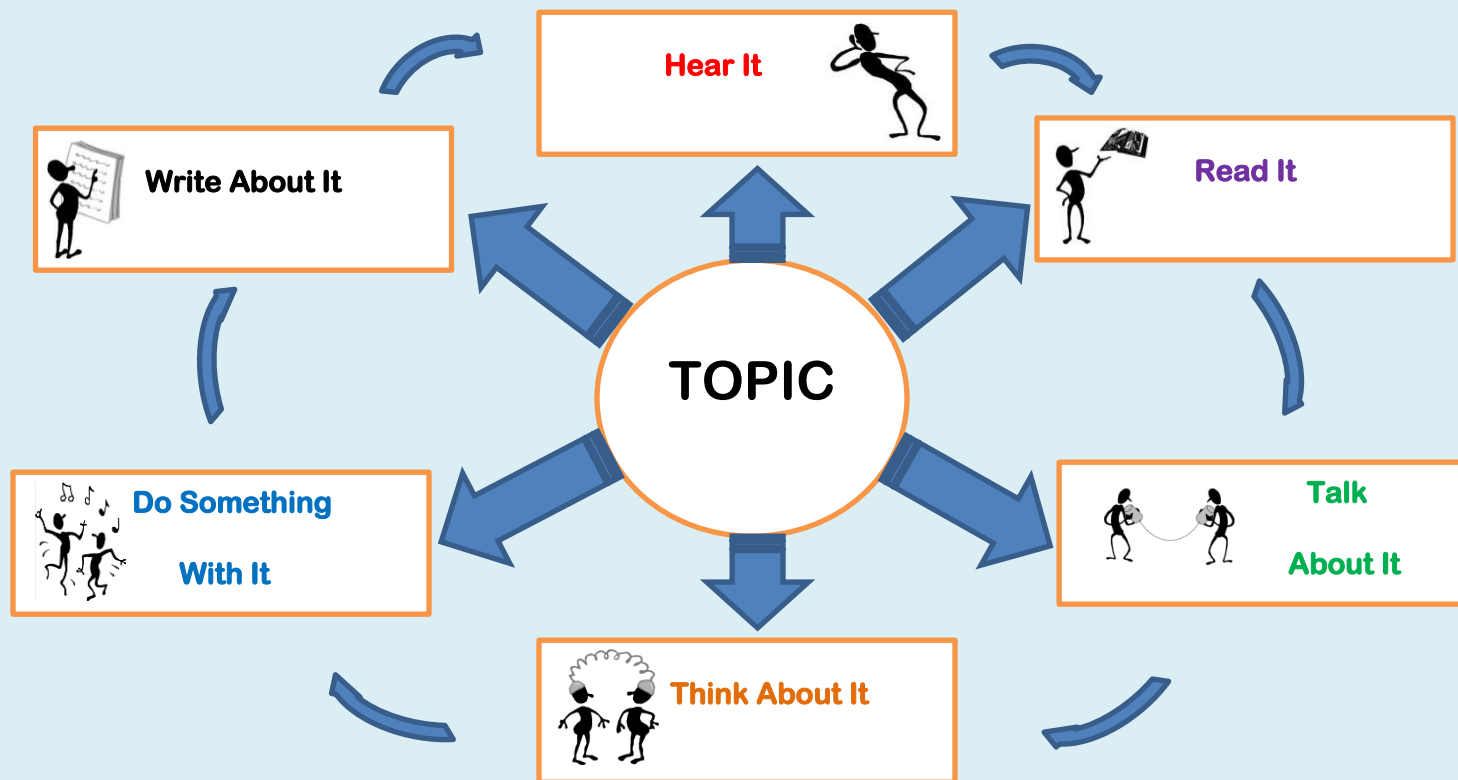 Hear It
Read It
Write About It
TOPIC
Talk
About It
Do Something
With It
Think About It